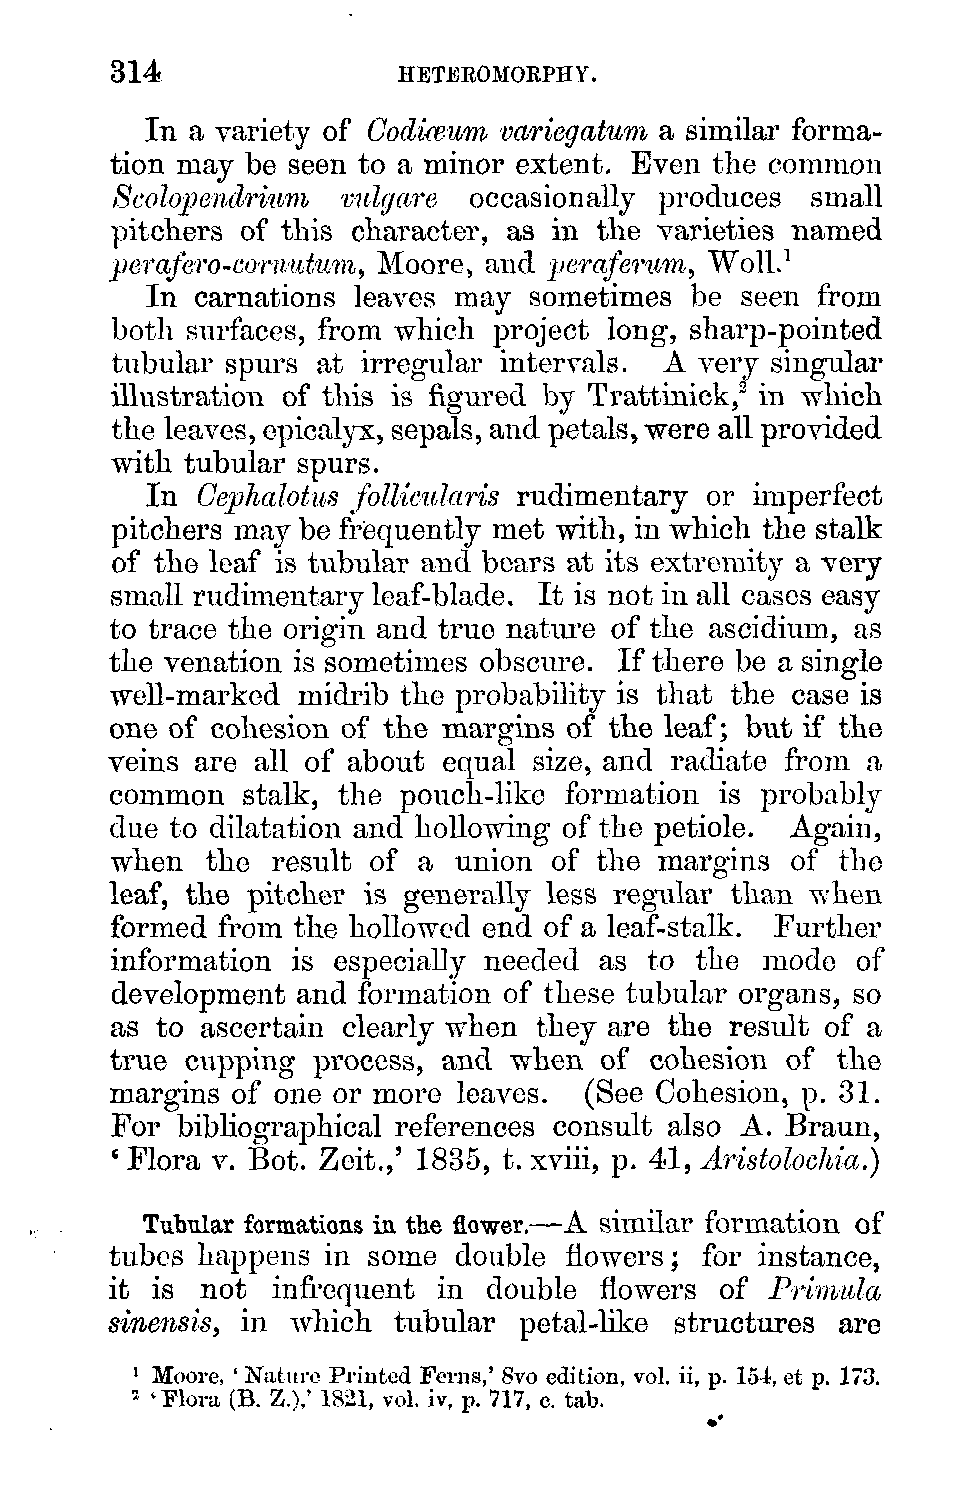 314 HETEROMORPHY.
In a variety of Codiæum variegatum a similar forma-
tion may be seen to a minor extent. Even the common
Scolopendrium vulgare occasionally produces small
pitchers of this character, as in the varieties named
perafero-cornutum, Moore, and peraferum, Woll.¹
In carnations leaves may sometimes be seen from
both surfaces, from which project long, sharp-pointed
tubular spurs at irregular intervals. A very singular
illustration of this is figured by Trattinick,² in which
the leaves, epicalyx, sepals, and petals, were all provided
with tubular spurs.
In Cephalotus follicularis rudimentary or imperfect
pitchers may be frequently met with, in which the stalk
of the leaf is tubular and bears at its extremity a very
small rudimentary leaf-blade. It is not in all cases easy
to trace the origin and true nature of the ascidium, as
the venation is sometimes obscure. If there be a single
well-marked midrib the probability is that the case is
one of cohesion of the margins of the leaf; but if the
veins are all of about equal size, and radiate from a
common stalk, the pouch-like formation is probably
due to dilatation and hollowing of the petiole. Again,
when the result of a union of the margins of the
leaf, the pitcher is generally less regular than when
formed from the hollowed end of a leaf-stalk. Further
information is especially needed as to the mode of
development and formation of these tubular organs, so
as to ascertain clearly when they are the result of a
true cupping process, and when of cohesion of the
margins of one or more leaves. (See Cohesion, p. 31.
For bibliographical references consult also A. Braun,
‘Flora v. Bot. Zeit.,’ 1835, t. xviii, p. 41, Aristolochia.)
Tubular formations in the flower.—A similar formation of
tubes happens in some double flowers; for instance,
it is not infrequent in double flowers of Primula
sinensis, in which tubular petal-like structures are
¹ Moore, ‘Nature Printed Ferns,’ 8vo edition, vol. ii, p. 154, et p. 173.
² ‘Flora (B. Z.),’ 1821, vol. iv, p. 717, c. tab.